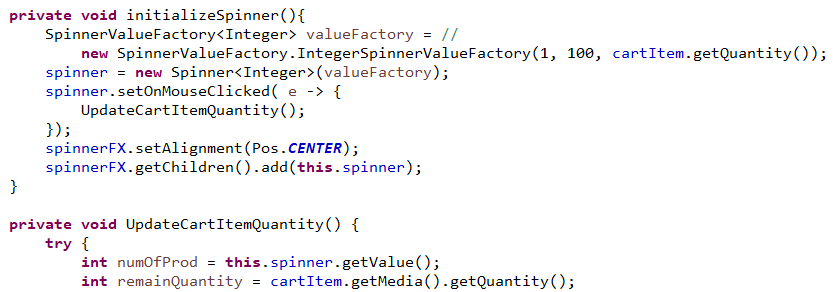 private void initializeSpinner(){
    SpinnerValueFactory<Integer> valueFactory = //
        new SpinnerValueFactory.IntegerSpinnerValueFactory(1, 100, cartItem.getQuantity());
    spinner = new Spinner<Integer>(valueFactory);
    spinner.setOnMouseClicked( e -> {
        UpdateCartItemQuantity();
    });
    spinnerFX.setAlignment(Pos.CENTER);
    spinnerFX.getChildren().add(this.spinner);
}

private void UpdateCartItemQuantity() {
    try {
        int numOfProd = this.spinner.getValue();
        int remainQuantity = cartItem.getMedia().getQuantity();